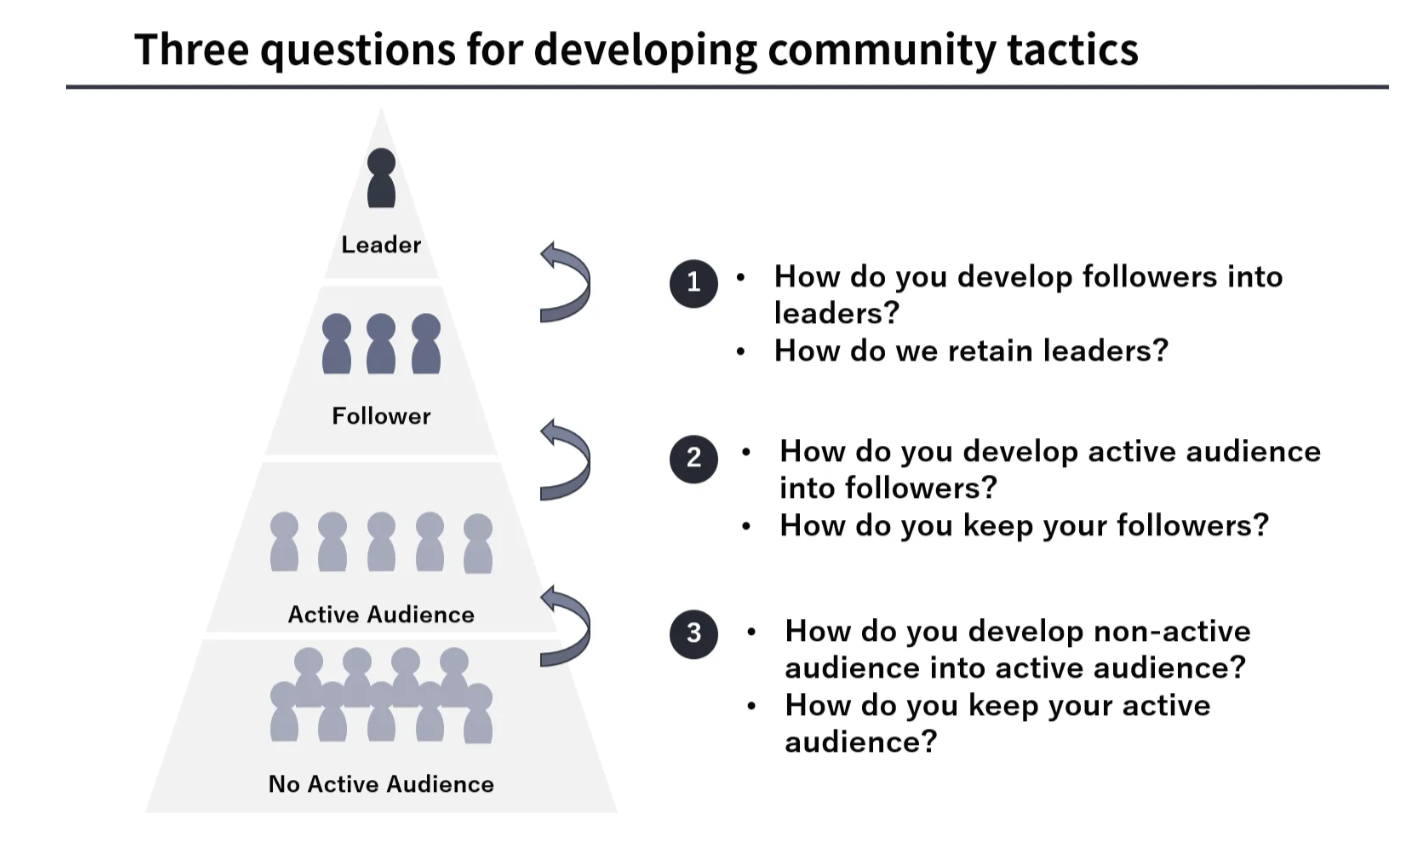 Three questions for developing community tactics
Leader
Follower
Active Audience
No Active Audience
1
• How do you develop followers into
leaders?
• How do we retain leaders?
2
• How do you develop active audience
into followers?
• How do you keep your followers?
3
• How do you develop non-active
audience into active audience?
• How do you keep your active
audience?